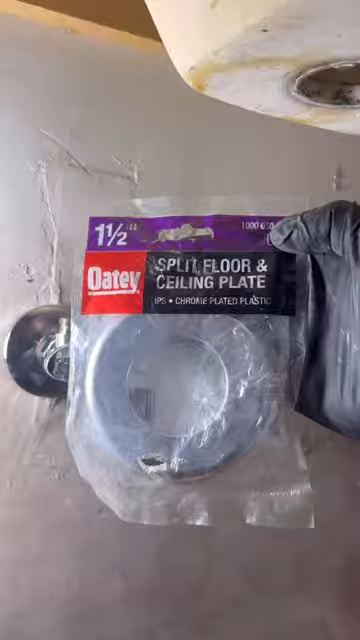 1½"
Oatey
SPLIT FLOOR &
CEILING PLATE
IPS • CHROME PLATED PLASTIC